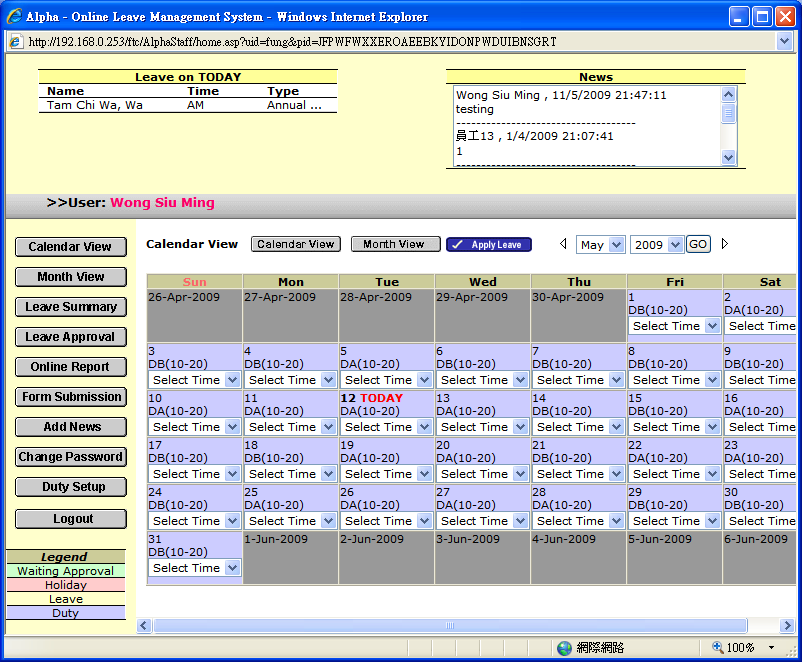 Alpha - Online Leave Management System - Windows Internet Explorer
http://192.168.0.253/ftc/AlphaStaff/home.asp?uid=fung&pid=JFPWFWXXEROAEEBKYIDONPWDUIBNSGRT
Leave on TODAY
Name Time Type
Tam Chi Wa, Wa AM Annual ...
News
Wong Siu Ming , 11/5/2009 21:47:11
testing
------------------------------------
員工13 , 1/4/2009 21:07:41
1
------------------------------------
>>User: Wong Siu Ming
Calendar View
Month View
Leave Summary
Leave Approval
Online Report
Form Submission
Add News
Change Password
Duty Setup
Logout
Legend
Waiting Approval
Holiday
Leave
Duty
Calendar View Calendar View Month View Apply Leave May 2009 GO
Sun Mon Tue Wed Thu Fri Sat
26-Apr-2009 27-Apr-2009 28-Apr-2009 29-Apr-2009 30-Apr-2009 1 2
DB(10-20) DA(10-20)
Select Time Select Time
3 4 5 6 7 8 9
DB(10-20) DB(10-20) DA(10-20) DB(10-20) DB(10-20) DB(10-20) DB(10-20)
Select Time Select Time Select Time Select Time Select Time Select Time Select Time
10 11 12 TODAY 13 14 15 16
DA(10-20) DA(10-20) DA(10-20) DA(10-20) DB(10-20) DB(10-20) DA(10-20)
Select Time Select Time Select Time Select Time Select Time Select Time Select Time
17 18 19 20 21 22 23
DB(10-20) DB(10-20) DA(10-20) DA(10-20) DB(10-20) DA(10-20) DA(10-20)
Select Time Select Time Select Time Select Time Select Time Select Time Select Time
24 25 26 27 28 29 30
DB(10-20) DA(10-20) DA(10-20) DA(10-20) DA(10-20) DB(10-20) DB(10-20)
Select Time Select Time Select Time Select Time Select Time Select Time Select Time
31 1-Jun-2009 2-Jun-2009 3-Jun-2009 4-Jun-2009 5-Jun-2009 6-Jun-2009
DB(10-20)
Select Time
網際網路 100%